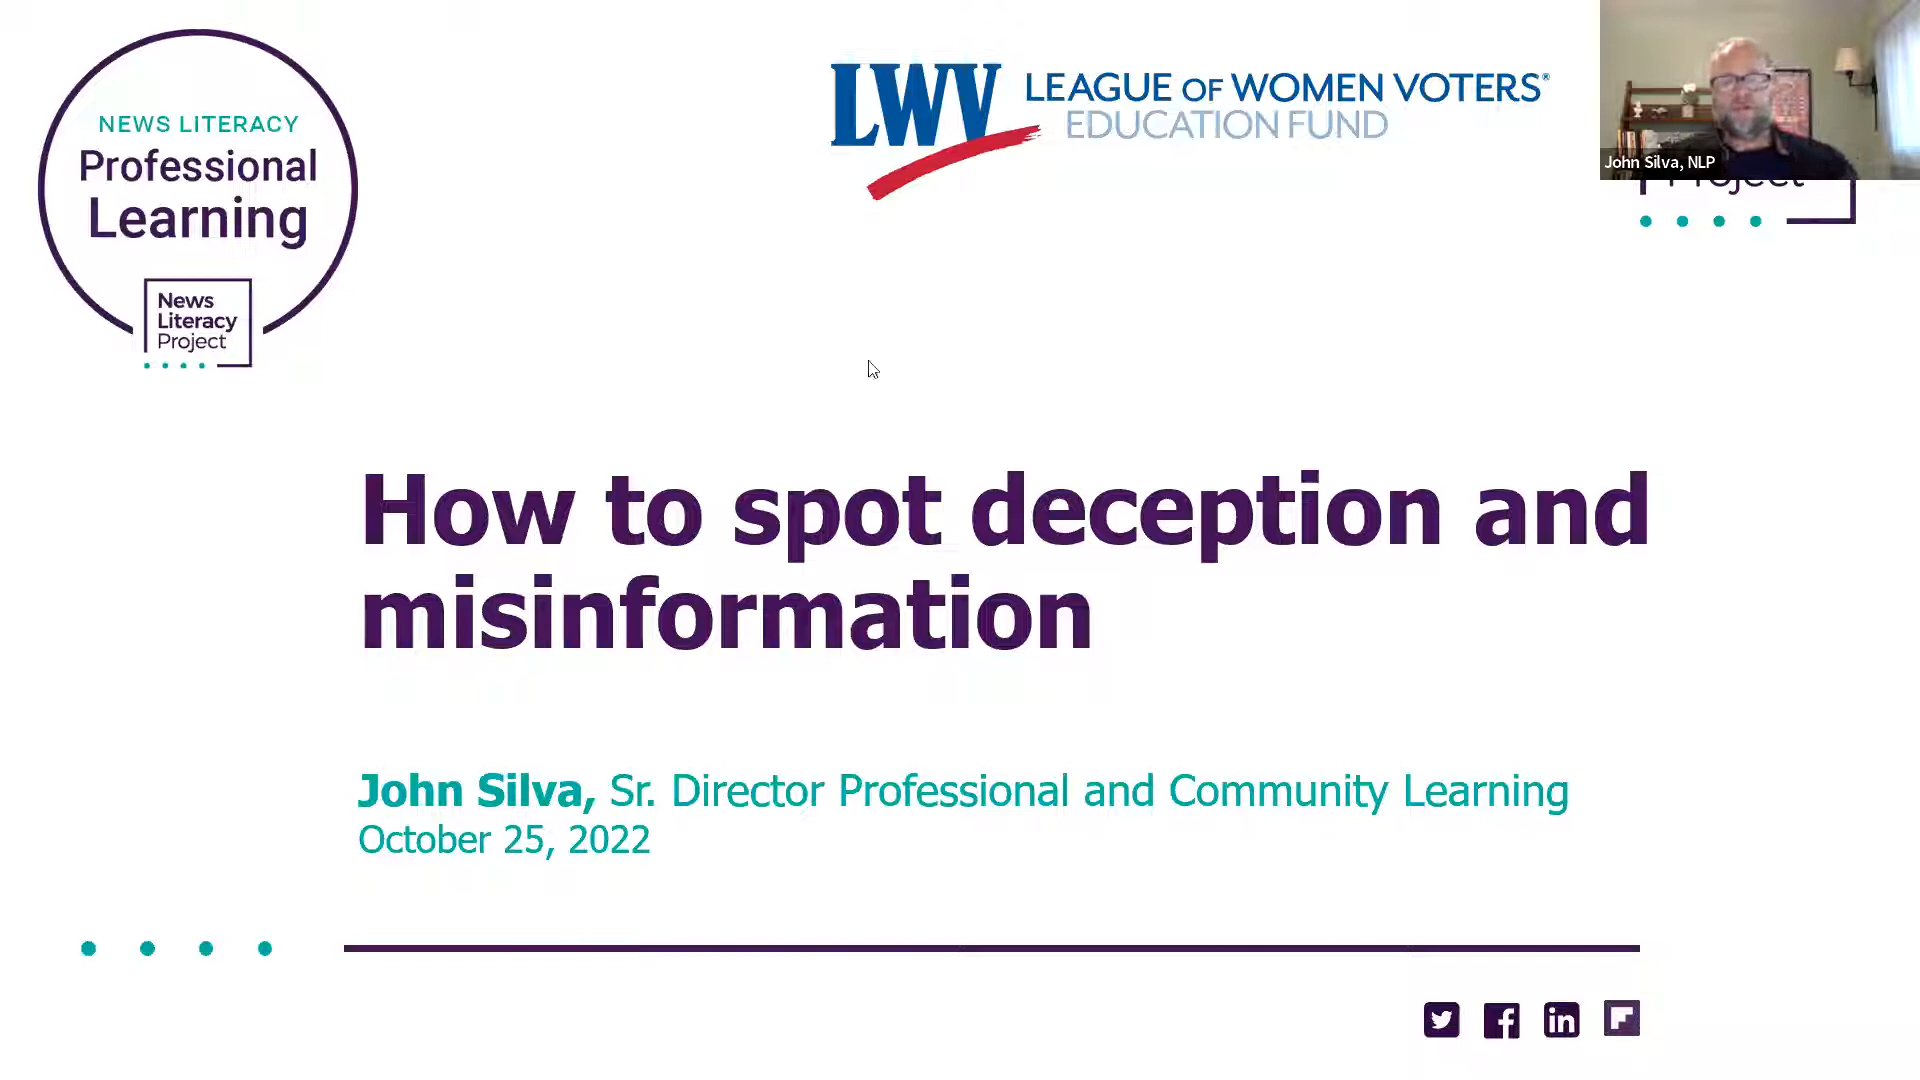 NEWS LITERACY
Professional
Learning
News
Literacy
Project
LWV LEAGUE OF WOMEN VOTERS®
EDUCATION FUND
John Silva, NLP
Project
How to spot deception and
misinformation
John Silva, Sr. Director Professional and Community Learning
October 25, 2022